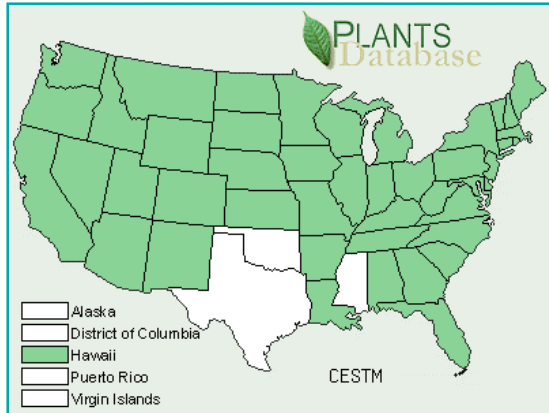 PLANTS
Database
Alaska
District of Columbia
Hawaii
Puerto Rico
Virgin Islands
CESTM